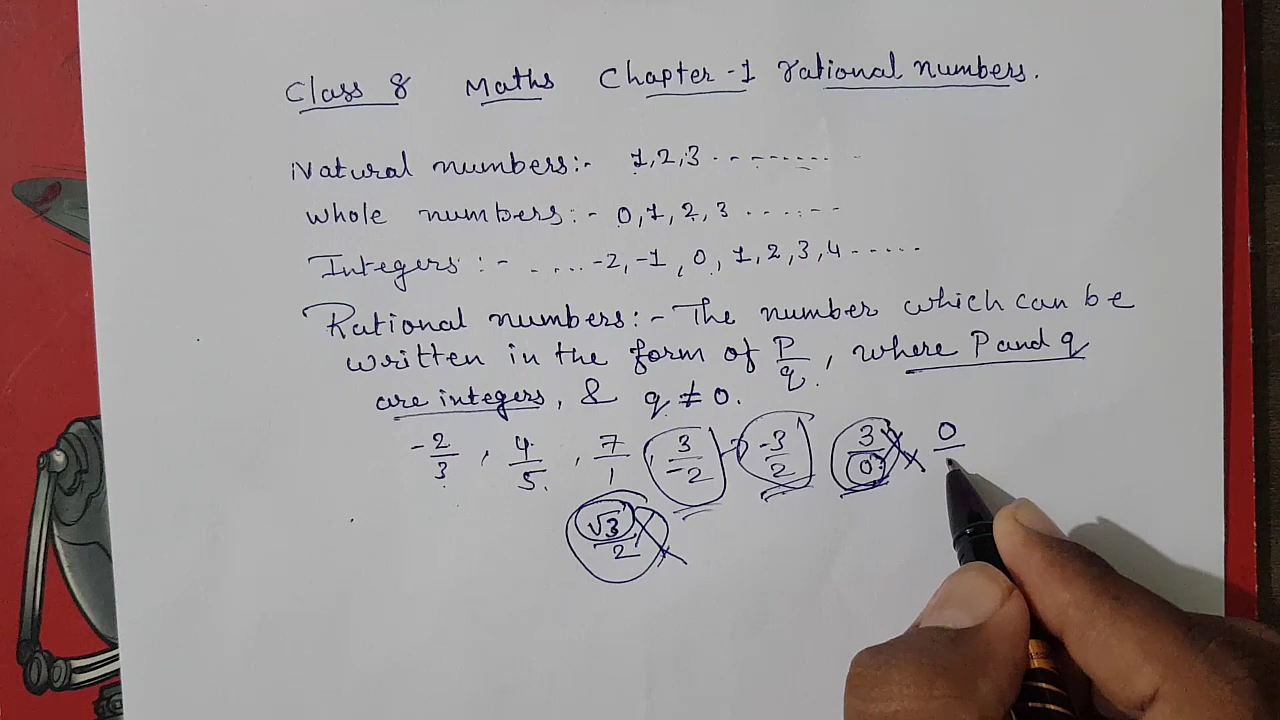 Class 8 Maths Chapter-1 rational numbers.
Natural numbers:- 1,2,3 ..........
Whole numbers:- 0,1,2,3 ........
Integers:- .....-2,-1,0,1,2,3,4.....
Rational numbers:- The number which can be
written in the form of P/q, where P and q
are integers, & q ≠ 0.
-2/3, 4/5, 7/1, 3/-2 → -3/2 3/0 × 0/
√3/2 ×